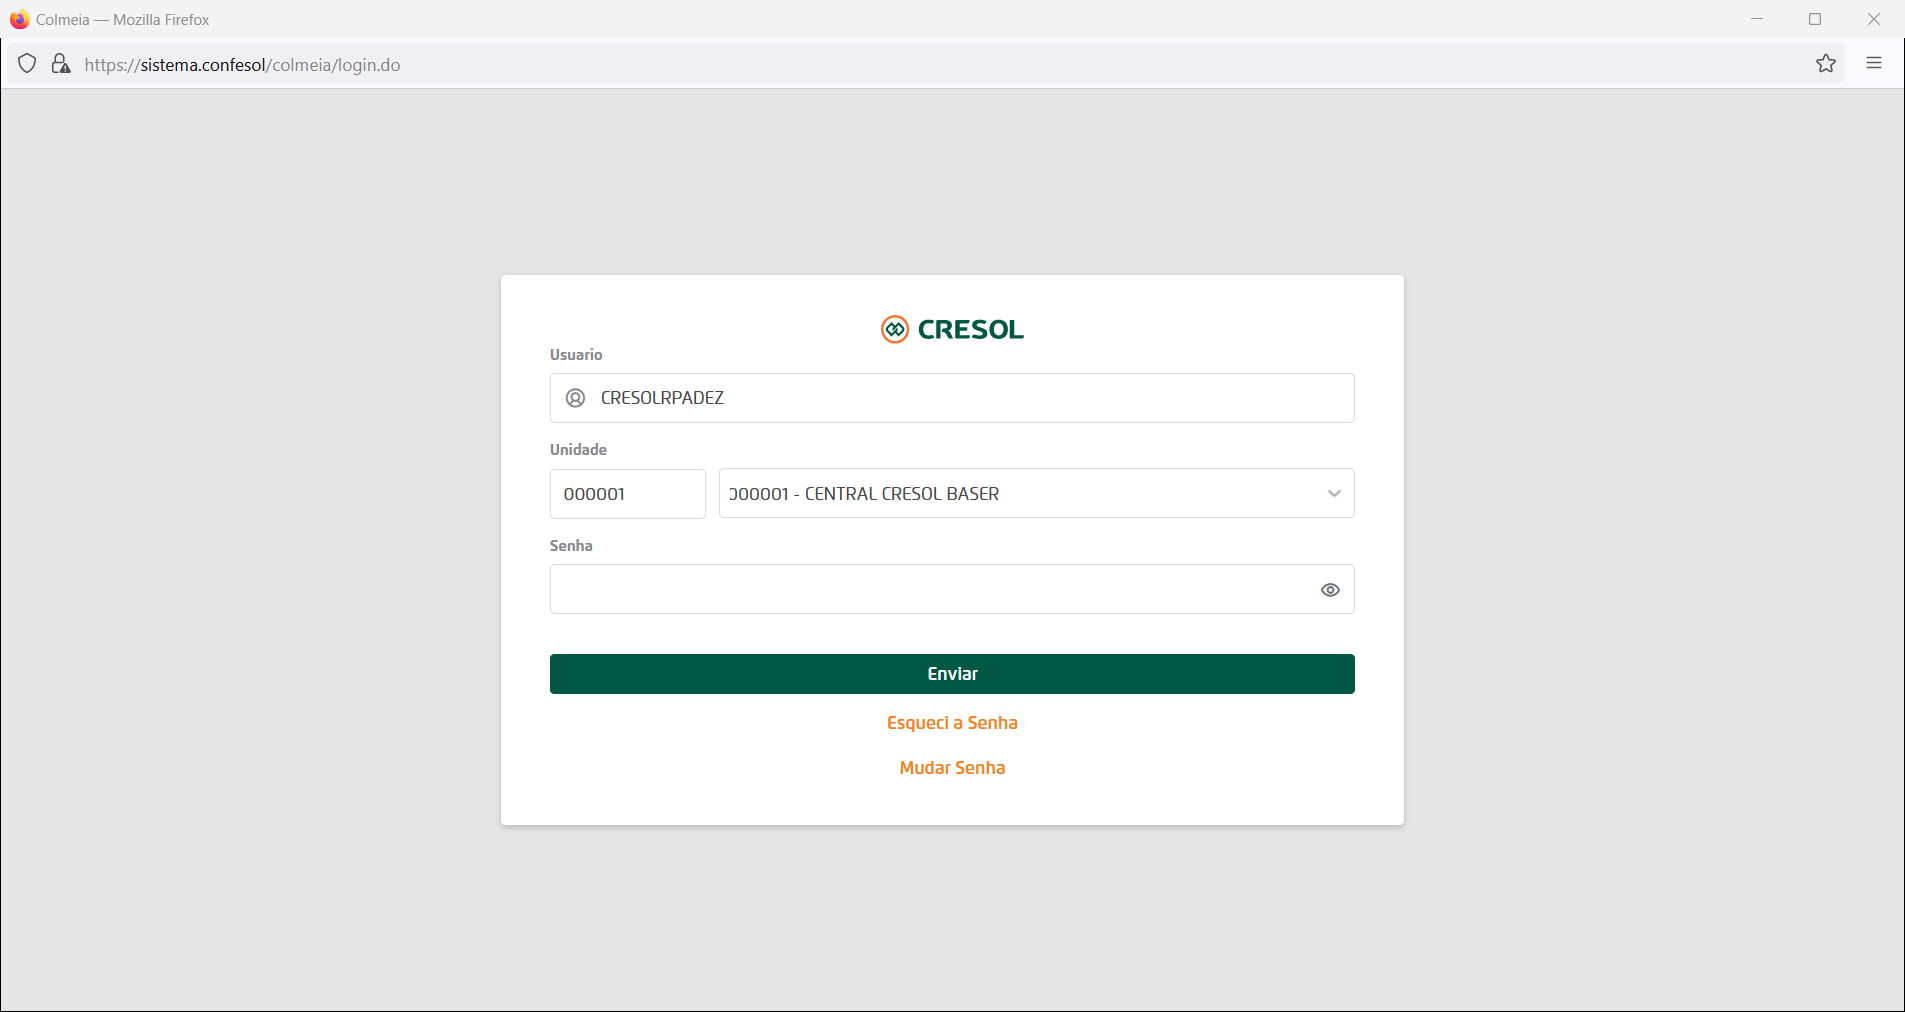 Colmeia — Mozilla Firefox
https://sistema.confesol/colmeia/login.do
CRESOL
Usuario
CRESOLRPADEZ
Unidade
000001
000001 - CENTRAL CRESOL BASER
Senha
Enviar
Esqueci a Senha
Mudar Senha